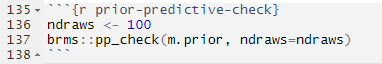 135 ```{r prior-predictive-check}
136 ndraws <- 100
137 brms::pp_check(m.prior, ndraws=ndraws)
138 ```